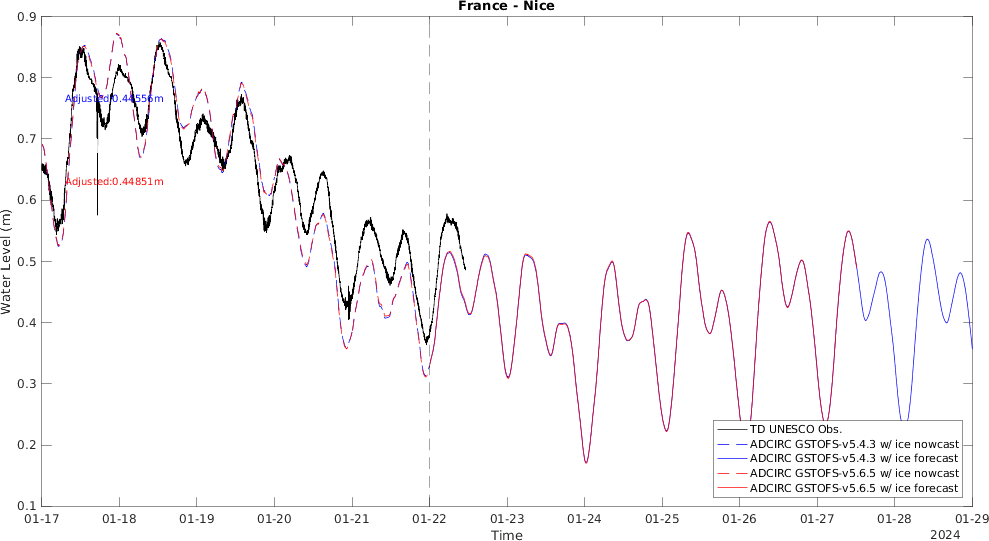 France - Nice
Water Level (m)
0.9
0.8
0.7
0.6
0.5
0.4
0.3
0.2
0.1
Adjusted:0.44556m
Adjusted:0.44851m
TD UNESCO Obs.
ADCIRC GSTOFS-v5.4.3 w/ ice nowcast
ADCIRC GSTOFS-v5.4.3 w/ ice forecast
ADCIRC GSTOFS-v5.6.5 w/ ice nowcast
ADCIRC GSTOFS-v5.6.5 w/ ice forecast
01-17 01-18 01-19 01-20 01-21 01-22 01-23 01-24 01-25 01-26 01-27 01-28 01-29
Time
2024